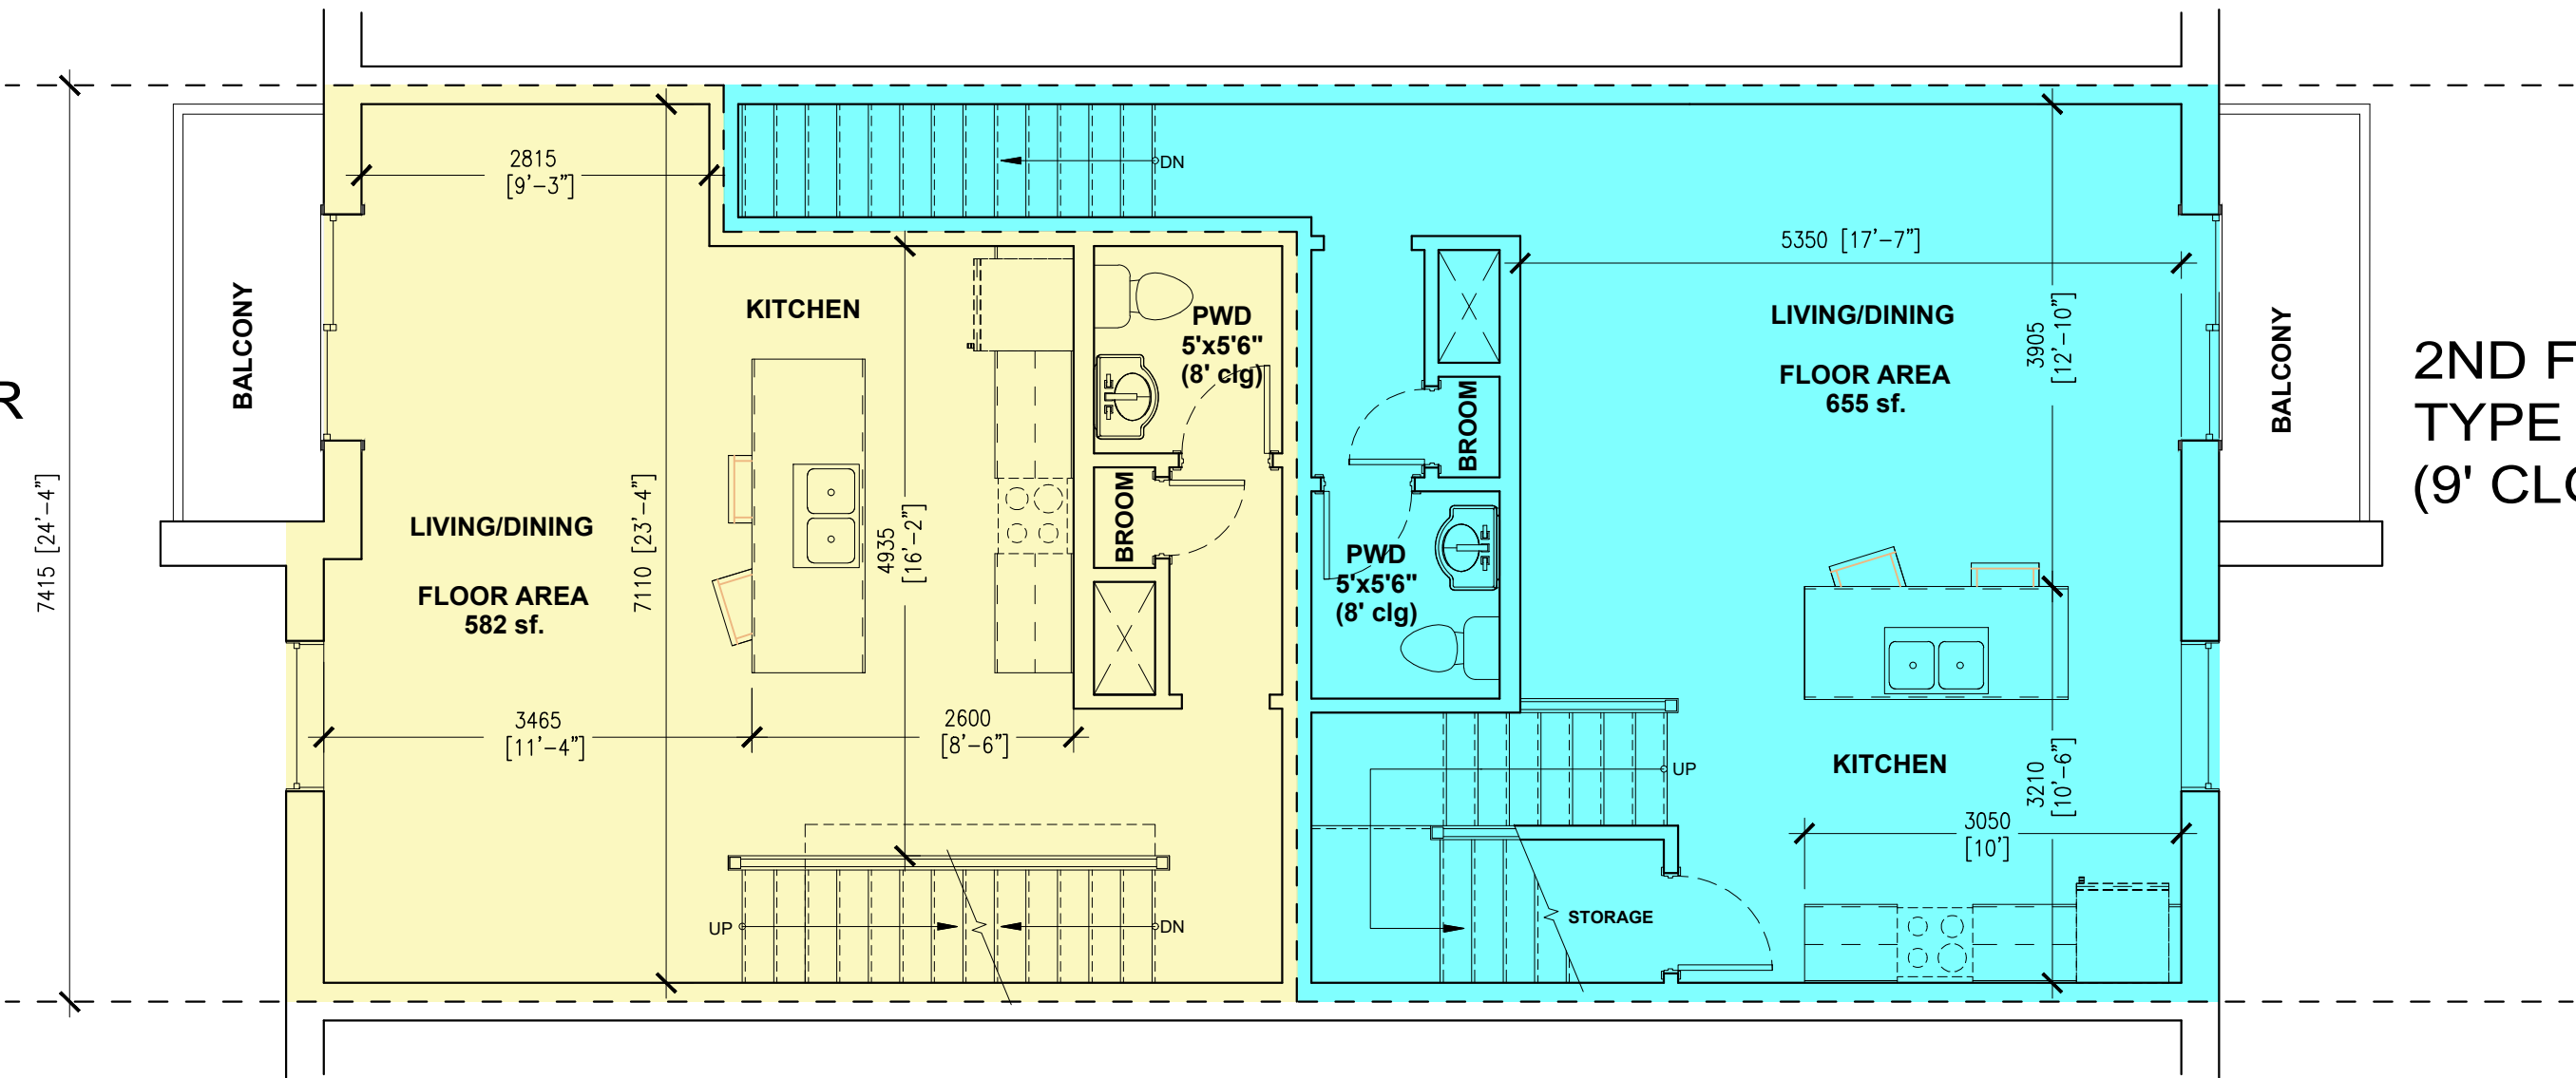 R
7415 [24'-4"]
BALCONY
2815
[9'-3"]
LIVING/DINING
FLOOR AREA
582 sf.
7110 [23'-4"]
3465
[11'-4"]
KITCHEN
4935
[16'-2"]
2600
[8'-6"]
PWD
5'x5'6"
(8' clg)
BROOM
UP
DN
DN
BROOM
PWD
5'x5'6"
(8' clg)
UP
STORAGE
5350 [17'-7"]
LIVING/DINING
FLOOR AREA
655 sf.
3905
[12'-10"]
KITCHEN
3210
[10'-6"]
3050
[10']
BALCONY
2ND F
TYPE
(9' CLG